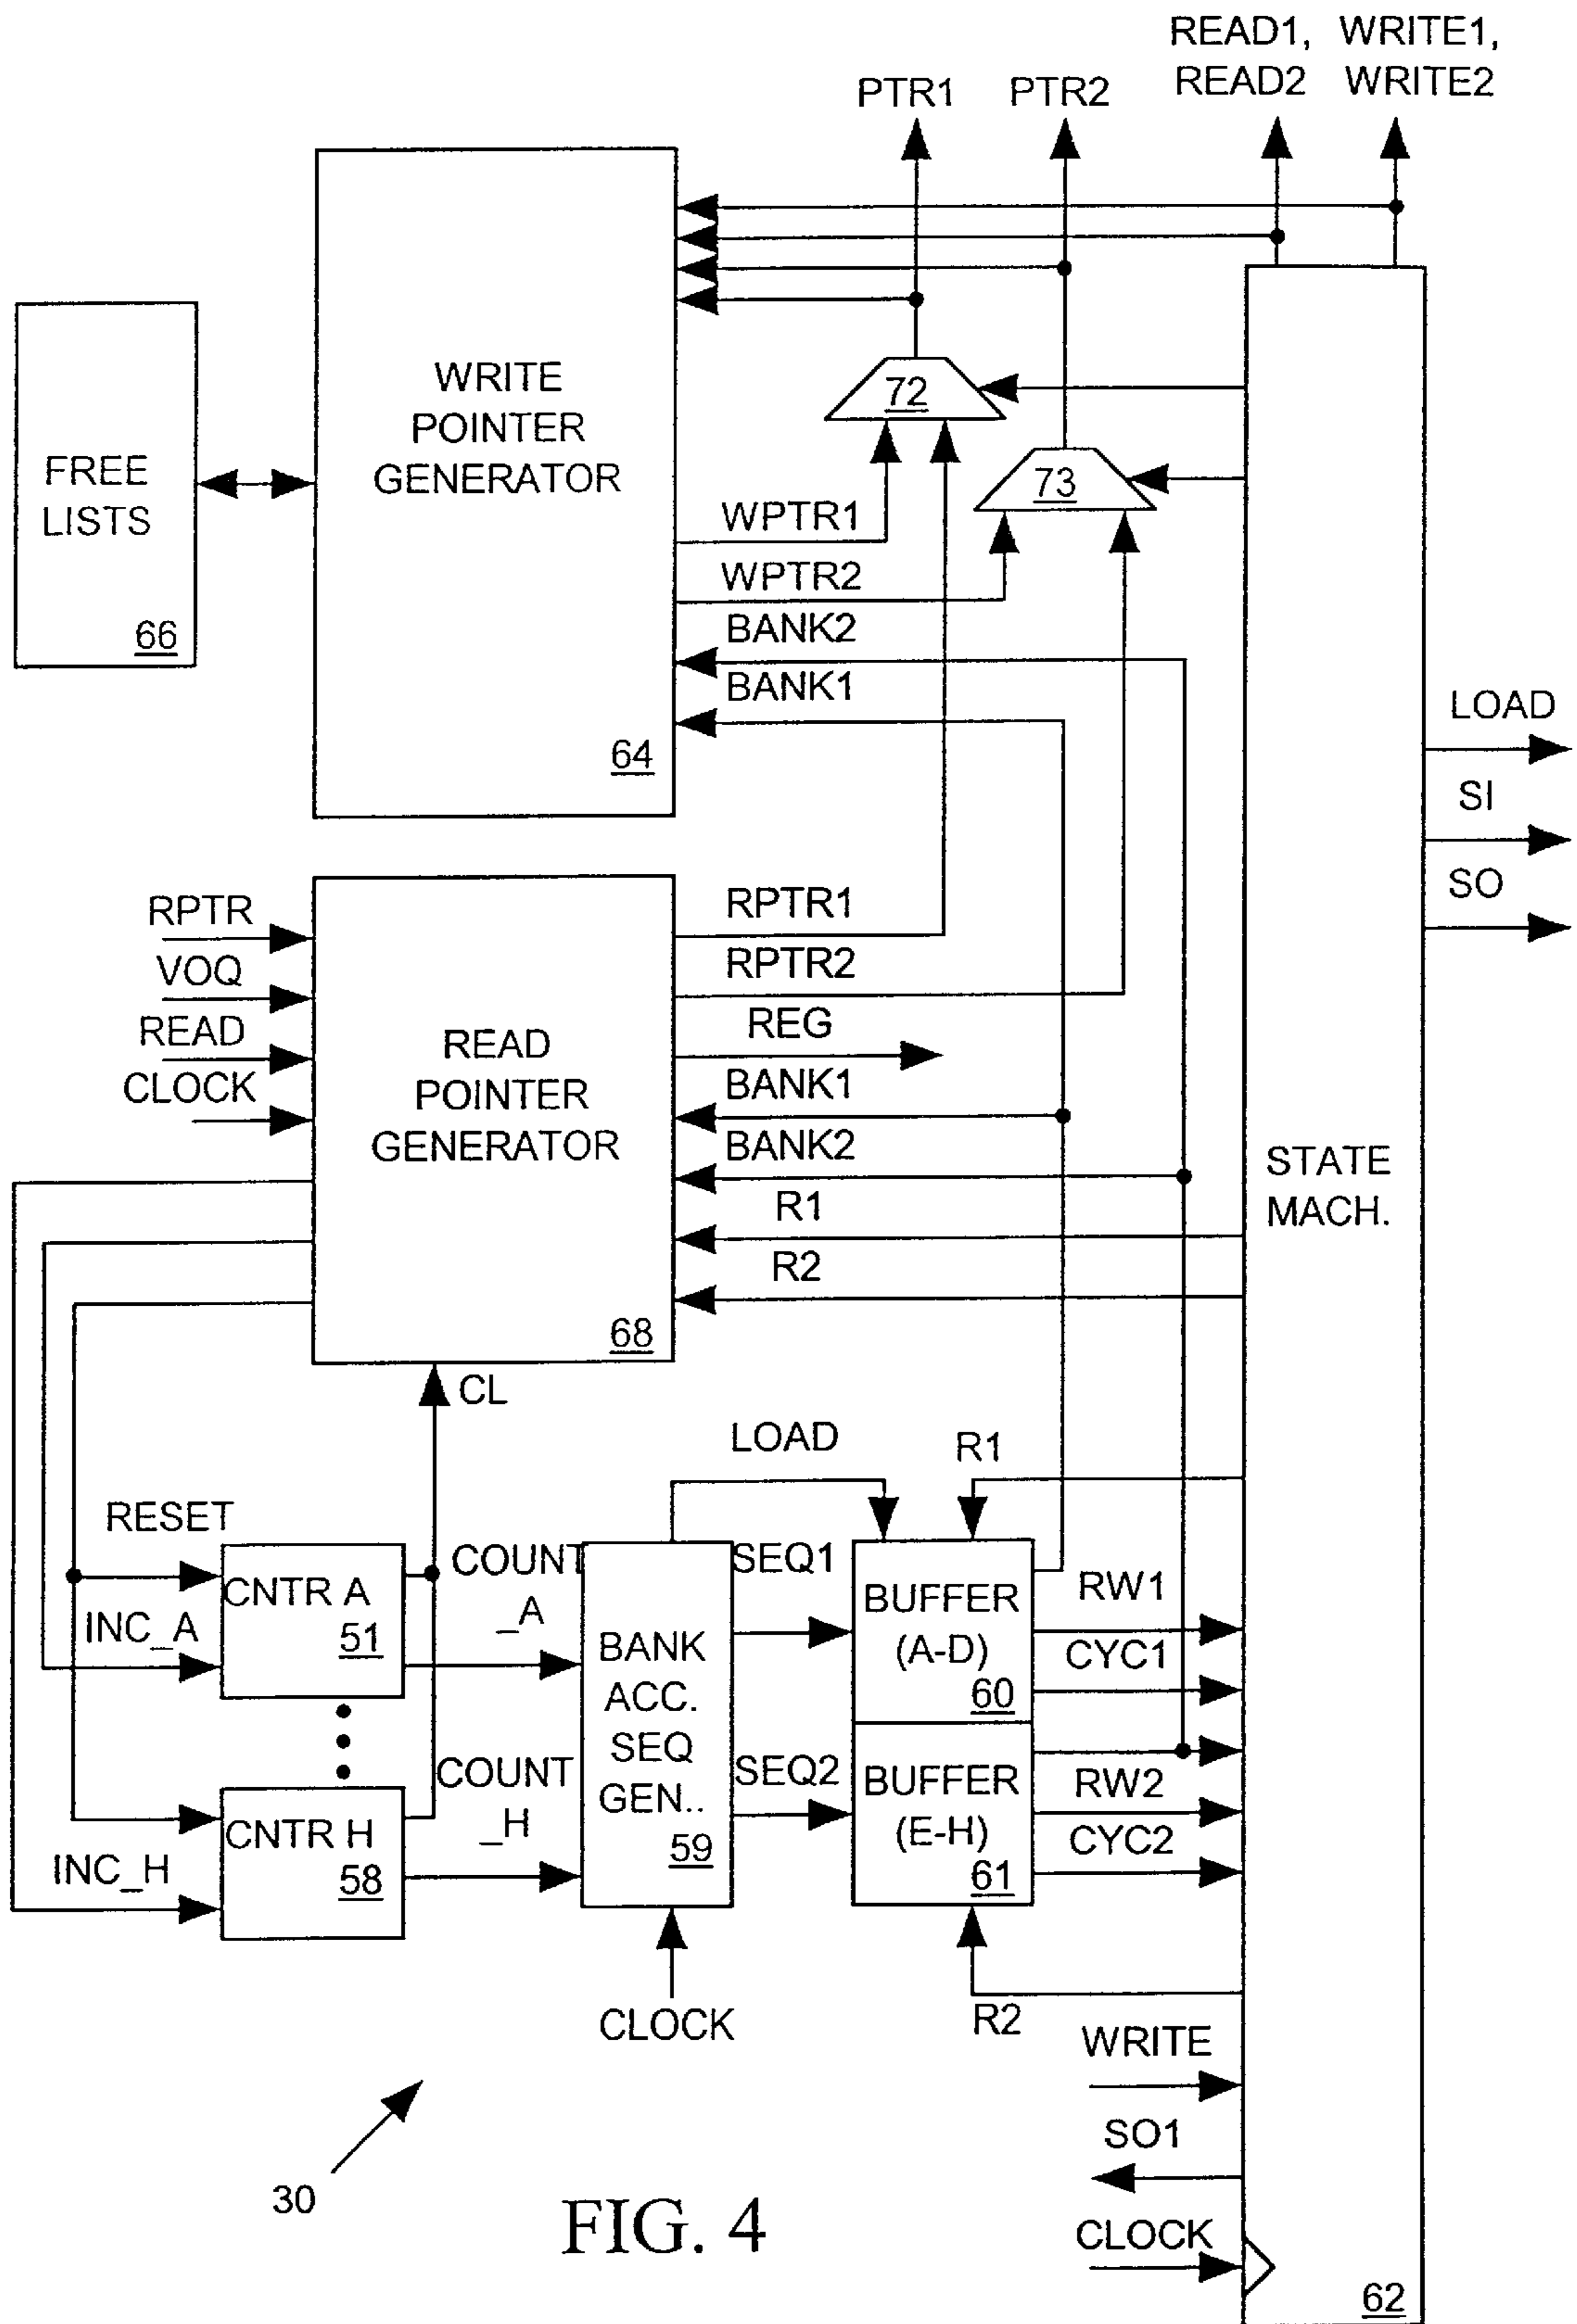 READ1, WRITE1,
READ2 WRITE2
PTR1 PTR2
WRITE
POINTER
GENERATOR
64
FREE
LISTS
66
72
73
WPTR1
WPTR2
BANK2
BANK1
LOAD
SI
SO
RPTR
VOQ
READ
CLOCK
READ
POINTER
GENERATOR
68
RPTR1
RPTR2
REG
BANK1
BANK2
R1
R2
STATE
MACH.
CL
LOAD
R1
RESET
CNTR A
51
INC_A
COUNT
_A
CNTR H
58
INC_H
COUNT
_H
BANK
ACC.
SEQ
GEN..
59
SEQ1
SEQ2
BUFFER
(A-D)
60
BUFFER
(E-H)
61
RW1
CYC1
RW2
CYC2
CLOCK
R2
WRITE
SO1
CLOCK
62
30
FIG. 4